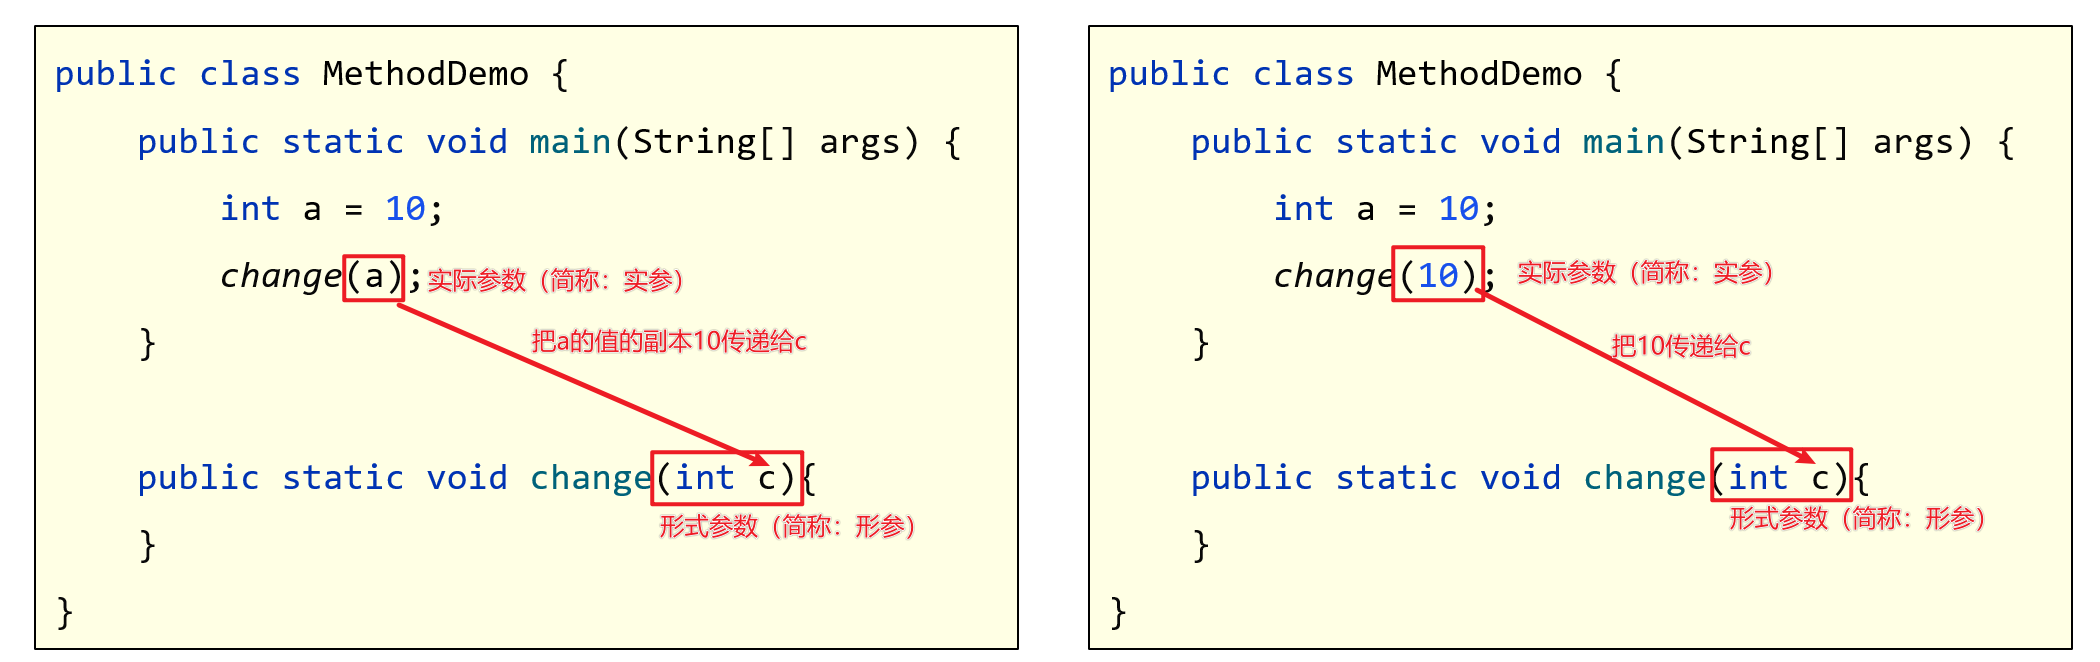 public class MethodDemo {
public static void main(String[] args) {
int a = 10;
change(a); 实际参数（简称：实参）
把a的值的副本10传递给c
}
public static void change(int c){
形式参数（简称：形参）
}
}
public class MethodDemo {
public static void main(String[] args) {
int a = 10;
change(10); 实际参数（简称：实参）
把10传递给c
}
public static void change(int c){
形式参数（简称：形参）
}
}